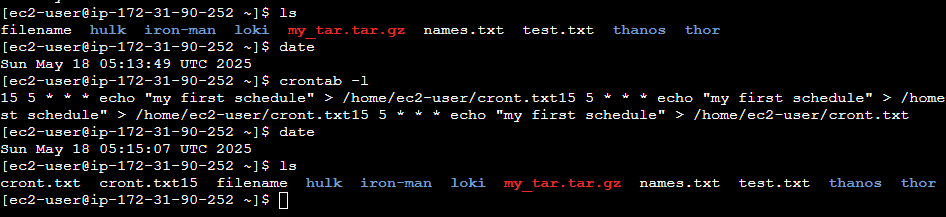 [ec2-user@ip-172-31-90-252 ~]$ ls
filename hulk iron-man loki my_tar.tar.gz names.txt test.txt thanos thor
[ec2-user@ip-172-31-90-252 ~]$ date
Sun May 18 05:13:49 UTC 2025
[ec2-user@ip-172-31-90-252 ~]$ crontab -l
15 5 * * * echo "my first schedule" > /home/ec2-user/cront.txt15 5 * * * echo "my first schedule" > /home
st schedule" > /home/ec2-user/cront.txt15 5 * * * echo "my first schedule" > /home/ec2-user/cront.txt
[ec2-user@ip-172-31-90-252 ~]$ date
Sun May 18 05:15:07 UTC 2025
[ec2-user@ip-172-31-90-252 ~]$ ls
cront.txt cront.txt15 filename hulk iron-man loki my_tar.tar.gz names.txt test.txt thanos thor
[ec2-user@ip-172-31-90-252 ~]$